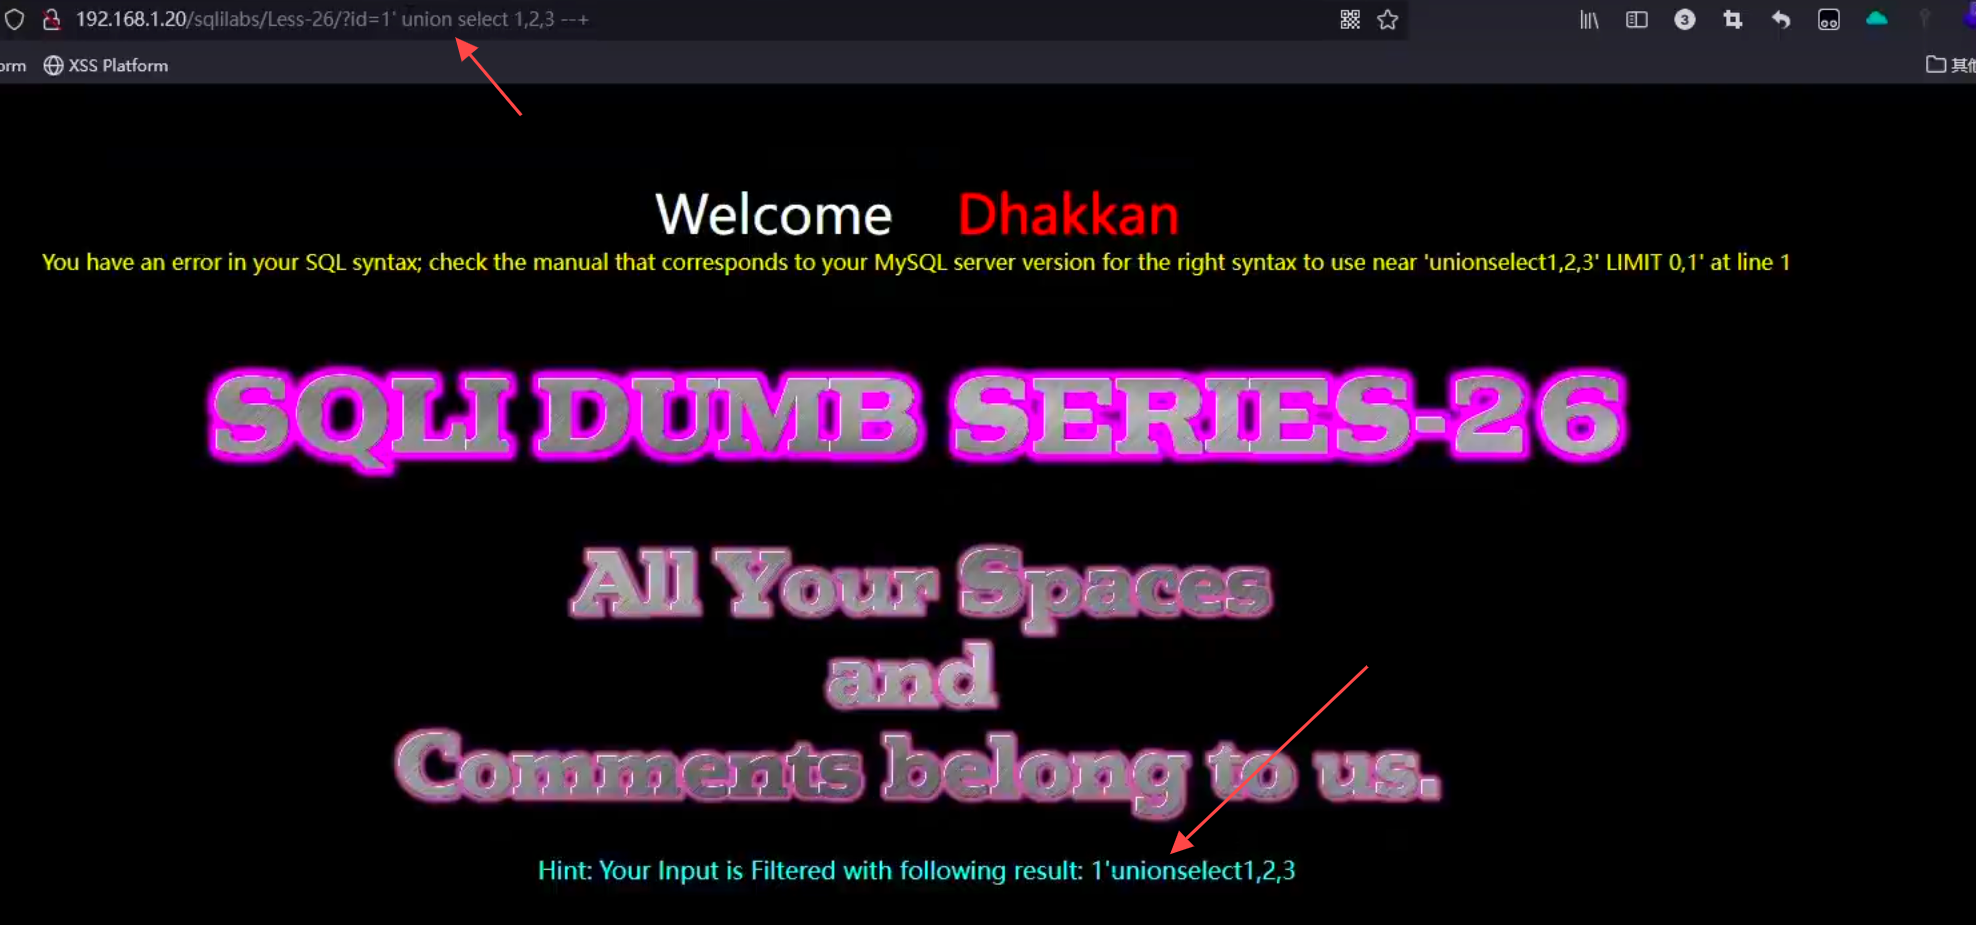 192.168.1.20/sqlilabs/Less-26/?id=1' union select 1,2,3 --+
3
orm XSS Platform 其他
Welcome Dhakkan
You have an error in your SQL syntax; check the manual that corresponds to your MySQL server version for the right syntax to use near 'unionselect1,2,3' LIMIT 0,1' at line 1
SQLI DUMB SERIES-26
All Your Spaces
and
Comments belong to us.
Hint: Your Input is Filtered with following result: 1'unionselect1,2,3